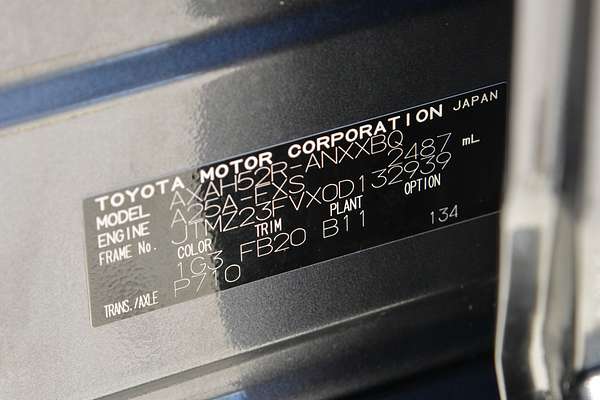 TOYOTA MOTOR CORPORATION JAPAN
MODEL AXAH52R-ANXXBQ
ENGINE A25A-FXS 2487 mL
FRAME No. JTMZ23FVX0D132939
COLOR TRIM PLANT OPTION
1G3 FB20 B11 134
TRANS./AXLE P710